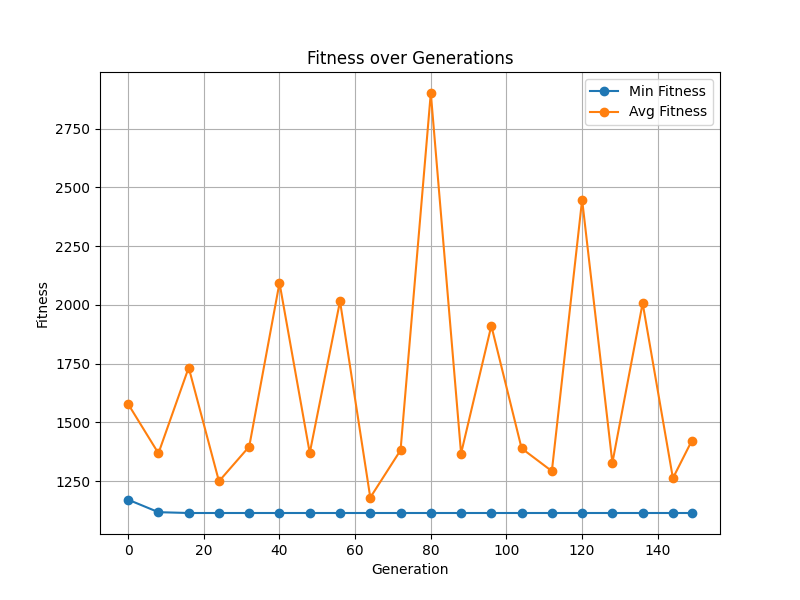 Fitness over Generations
Min Fitness
Avg Fitness
2750
2500
2250
2000
1750
1500
1250
Fitness
0 20 40 60 80 100 120 140
Generation